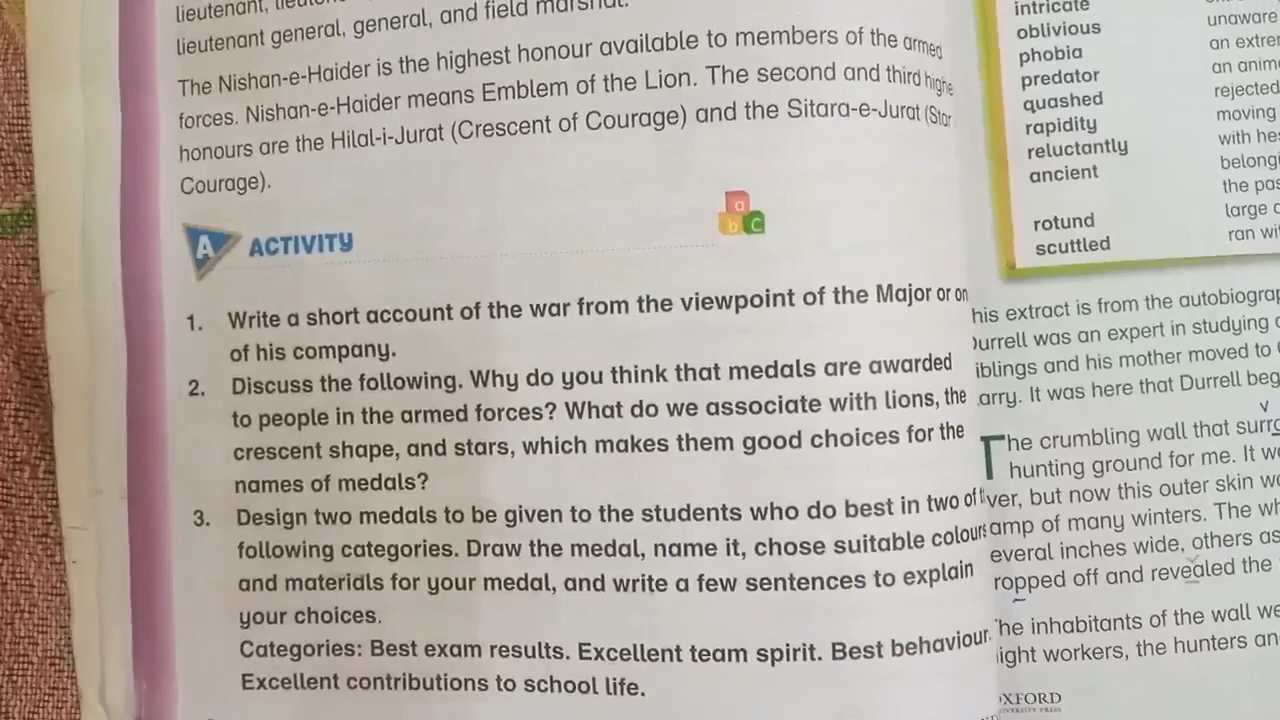 lieutenant,
lieutenant general, general, and field marshal.
The Nishan-e-Haider is the highest honour available to members of the armed
forces. Nishan-e-Haider means Emblem of the Lion. The second and third highe
honours are the Hilal-i-Jurat (Crescent of Courage) and the Sitara-e-Jurat (Star
Courage).
a
b c
A ACTIVITY
1. Write a short account of the war from the viewpoint of the Major or on
of his company.
2. Discuss the following. Why do you think that medals are awarded
to people in the armed forces? What do we associate with lions, the
crescent shape, and stars, which makes them good choices for the
names of medals?
3. Design two medals to be given to the students who do best in two of
following categories. Draw the medal, name it, chose suitable colours
and materials for your medal, and write a few sentences to explain
your choices.
Categories: Best exam results. Excellent team spirit. Best behaviour.
Excellent contributions to school life.
intricate
oblivious unaware
phobia an extre
predator an anim
quashed rejected
rapidity moving
reluctantly with he
ancient belongi
the pas
rotund large
scuttled ran wi
his extract is from the autobiograp
Durrell was an expert in studying
iblings and his mother moved to
arry. It was here that Durrell beg
v
The crumbling wall that surro
hunting ground for me. It w
ver, but now this outer skin w
amp of many winters. The wh
everal inches wide, others as
ropped off and revealed the
he inhabitants of the wall we
ight workers, the hunters an
OXFORD
UNIVERSITY PRESS